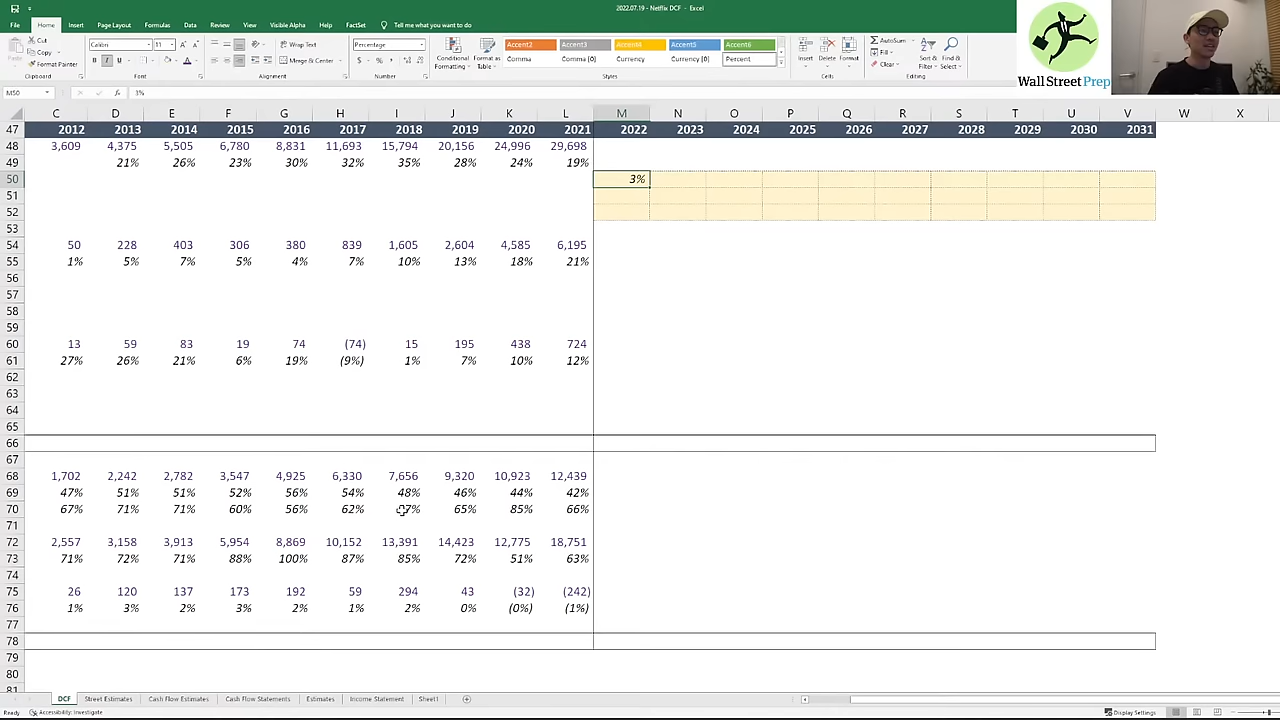 2022.07.19 - Netflix DCF - Excel
File Home Insert Page Layout Formulas Data Review View Visible Alpha FactSet Tell me what you want to do
Cut Calibri 11 Wrap Text Percentage Accent2 Accent3 Accent4 Accent5 Accent6 AutoSum
Copy Fill
Format Painter Merge & Center Conditional Formatting Format as Table Comma Comma [0] Currency Currency [0] Percent Insert Delete Format Clear Sort & Filter Find & Select
Clipboard Font Alignment Number Styles Cells Editing
Wall Street Prep
M50 fx 3%
C D E F G H I J K L M N O P Q R S T U V W X
47 2012 2013 2014 2015 2016 2017 2018 2019 2020 2021 2022 2023 2024 2025 2026 2027 2028 2029 2030 2031
48 3,609 4,375 5,505 6,780 8,831 11,693 15,794 20,156 24,996 29,698
49 21% 26% 23% 30% 32% 35% 28% 24% 19%
50 3%
51
52
53
54 50 228 403 306 380 839 1,605 2,604 4,585 6,195
55 1% 5% 7% 5% 4% 7% 10% 13% 18% 21%
56
57
58
59
60 13 59 83 19 74 (74) 15 195 438 724
61 27% 26% 21% 6% 19% (9%) 1% 7% 10% 12%
62
63
64
65
66
67
68 1,702 2,242 2,782 3,547 4,925 6,330 7,656 9,320 10,923 12,439
69 47% 51% 51% 52% 56% 54% 48% 46% 44% 42%
70 67% 71% 71% 60% 56% 62% 65% 85% 66%
71
72 2,557 3,158 3,913 5,954 8,869 10,152 13,391 14,423 12,775 18,751
73 71% 72% 71% 88% 100% 87% 85% 72% 51% 63%
74
75 26 120 137 173 192 59 294 43 (32) (242)
76 1% 3% 2% 3% 2% 1% 2% 0% (0%) (1%)
77
78
79
80
81
DCF Street Estimates Cash Flow Estimates Cash Flow Statements Estimates Income Statement Sheet1
Ready Accessibility: Investigate Display Settings